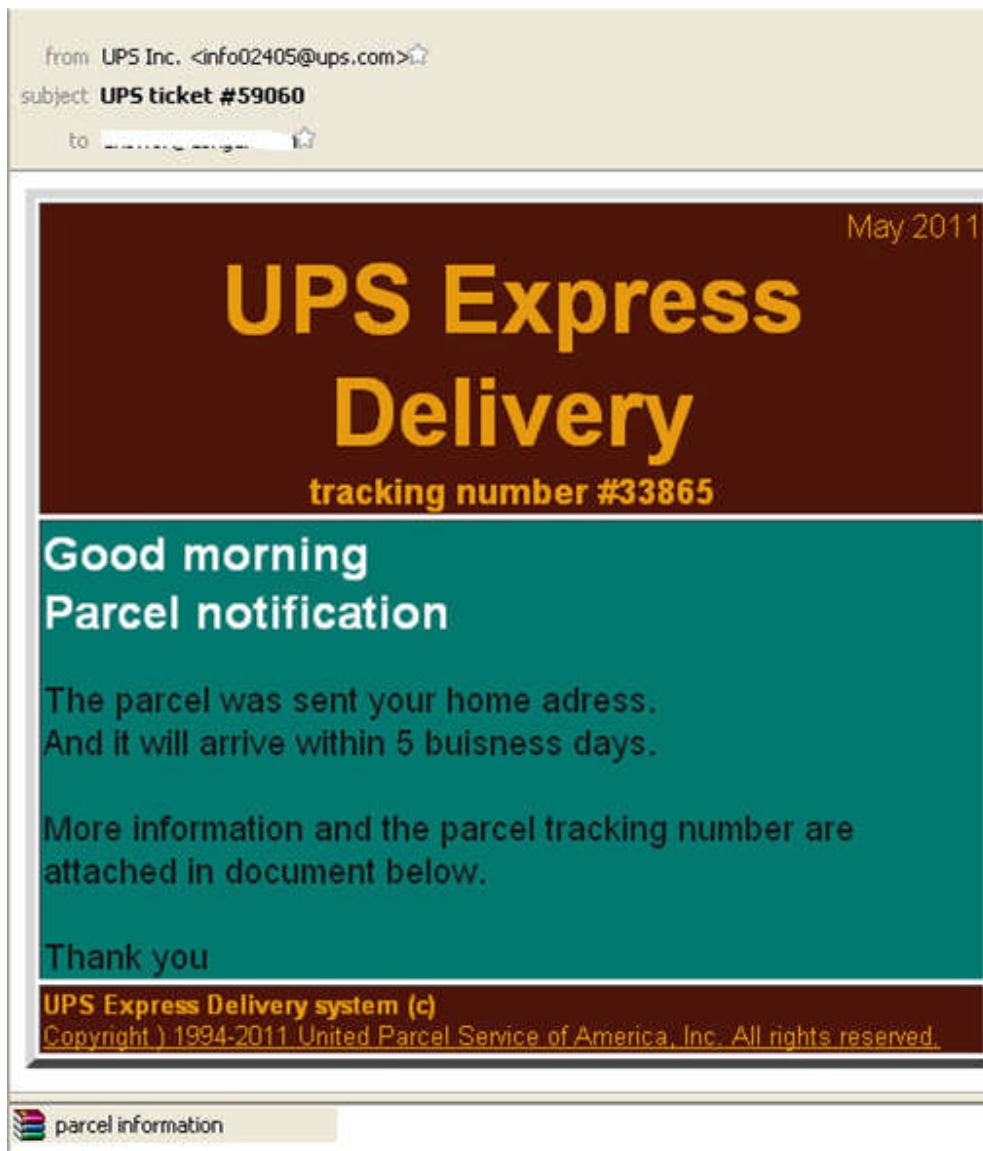 from UPS Inc. <info02405@ups.com>
subject UPS ticket #59060
to
May 2011
UPS Express
Delivery
tracking number #33865
Good morning
Parcel notification
The parcel was sent your home adress.
And it will arrive within 5 buisness days.
More information and the parcel tracking number are
attached in document below.
Thank you
UPS Express Delivery system (c)
Copyright ) 1994-2011 United Parcel Service of America, Inc. All rights reserved.
parcel information